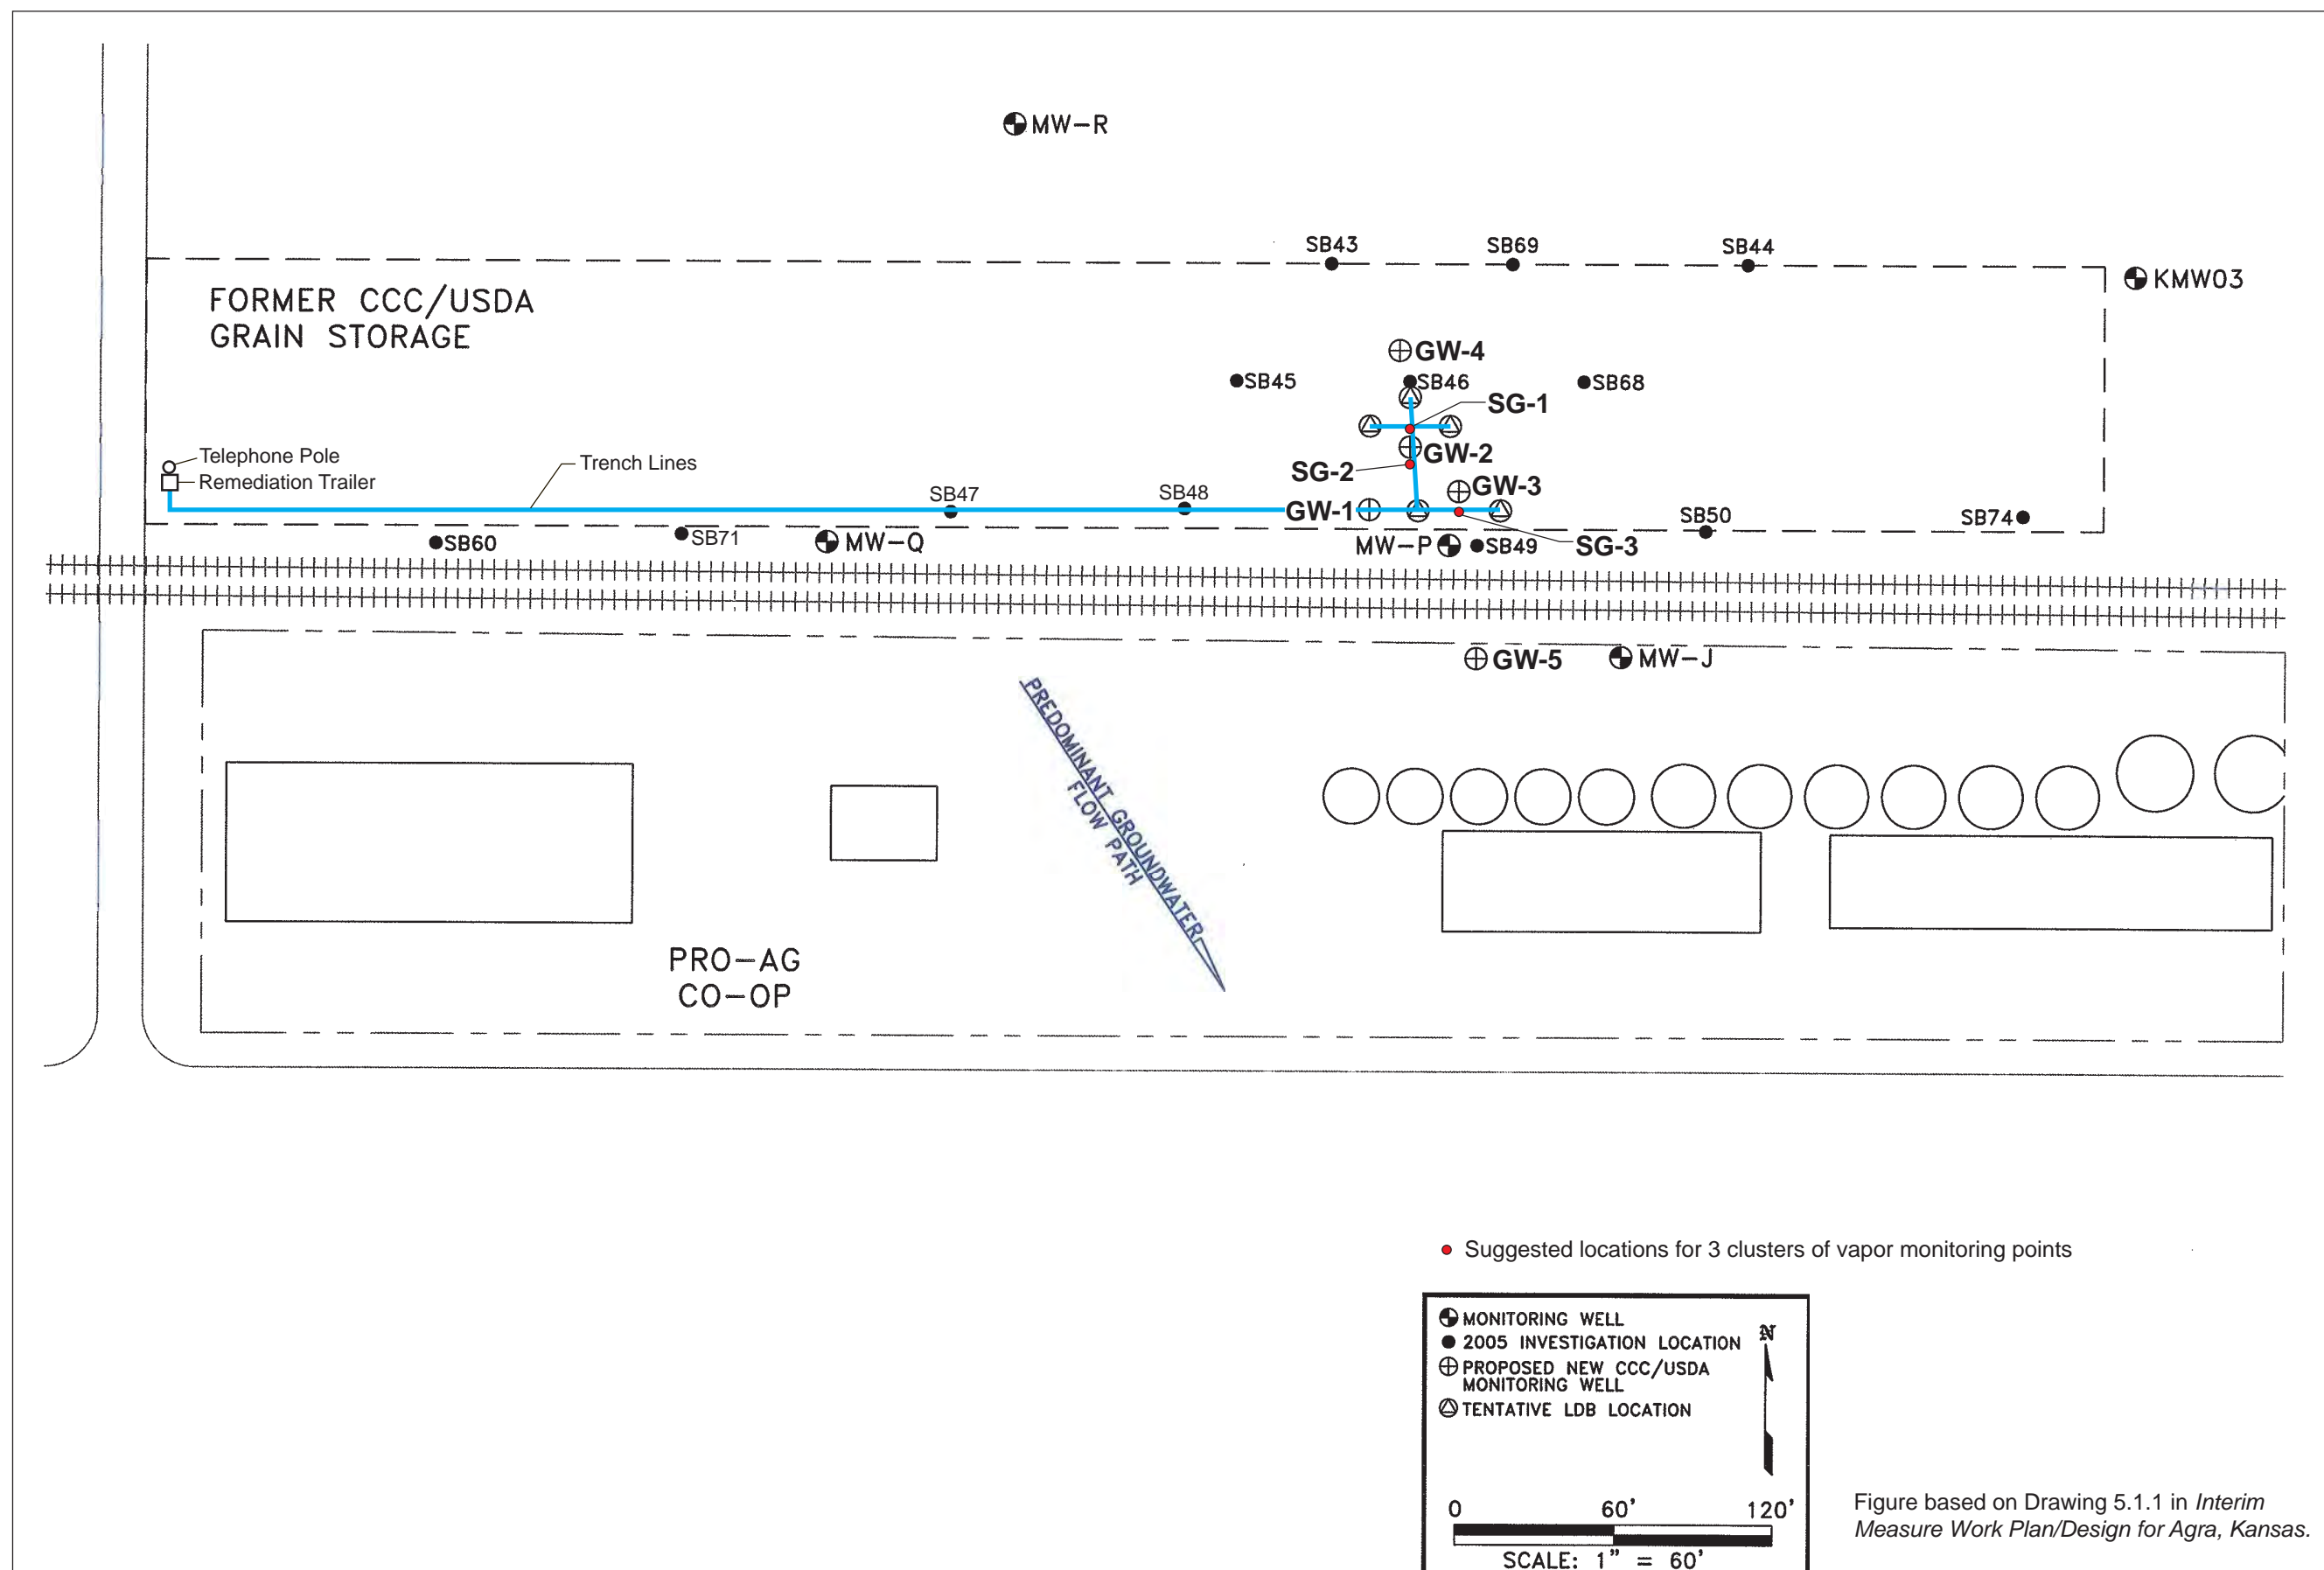 MW-R
SB43
SB69
SB44
KMW03
FORMER CCC/USDA
GRAIN STORAGE
GW-4
SB45
SB46
SB68
SG-1
Telephone Pole
Remediation Trailer
Trench Lines
GW-2
SG-2
GW-3
SB47
SB48
GW-1
SB50
SB74
SB60
SB71
MW-Q
MW-P
SB49
SG-3
GW-5
MW-J
PREDOMINANT GROUNDWATER
FLOW PATH
PRO-AG
CO-OP
Suggested locations for 3 clusters of vapor monitoring points
MONITORING WELL
2005 INVESTIGATION LOCATION
N
PROPOSED NEW CCC/USDA
MONITORING WELL
TENTATIVE LDB LOCATION
0 60' 120'
SCALE: 1" = 60'
Figure based on Drawing 5.1.1 in Interim
Measure Work Plan/Design for Agra, Kansas.